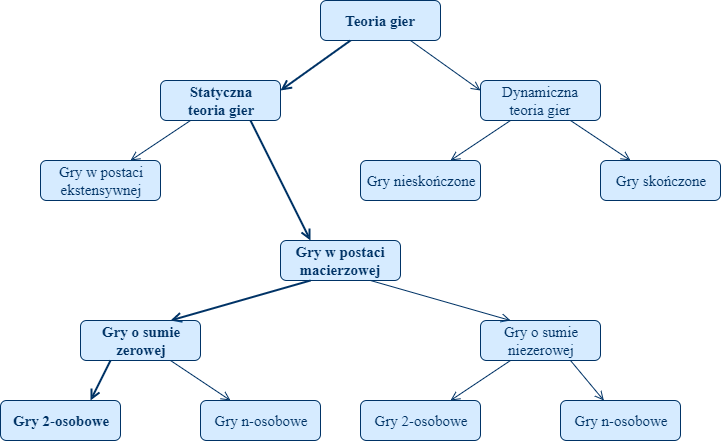 Teoria gier
Statyczna
teoria gier
Dynamiczna
teoria gier
Gry w postaci
ekstensywnej
Gry nieskończone
Gry skończone
Gry w postaci
macierzowej
Gry o sumie
zerowej
Gry o sumie
niezerowej
Gry 2-osobowe
Gry n-osobowe
Gry 2-osobowe
Gry n-osobowe